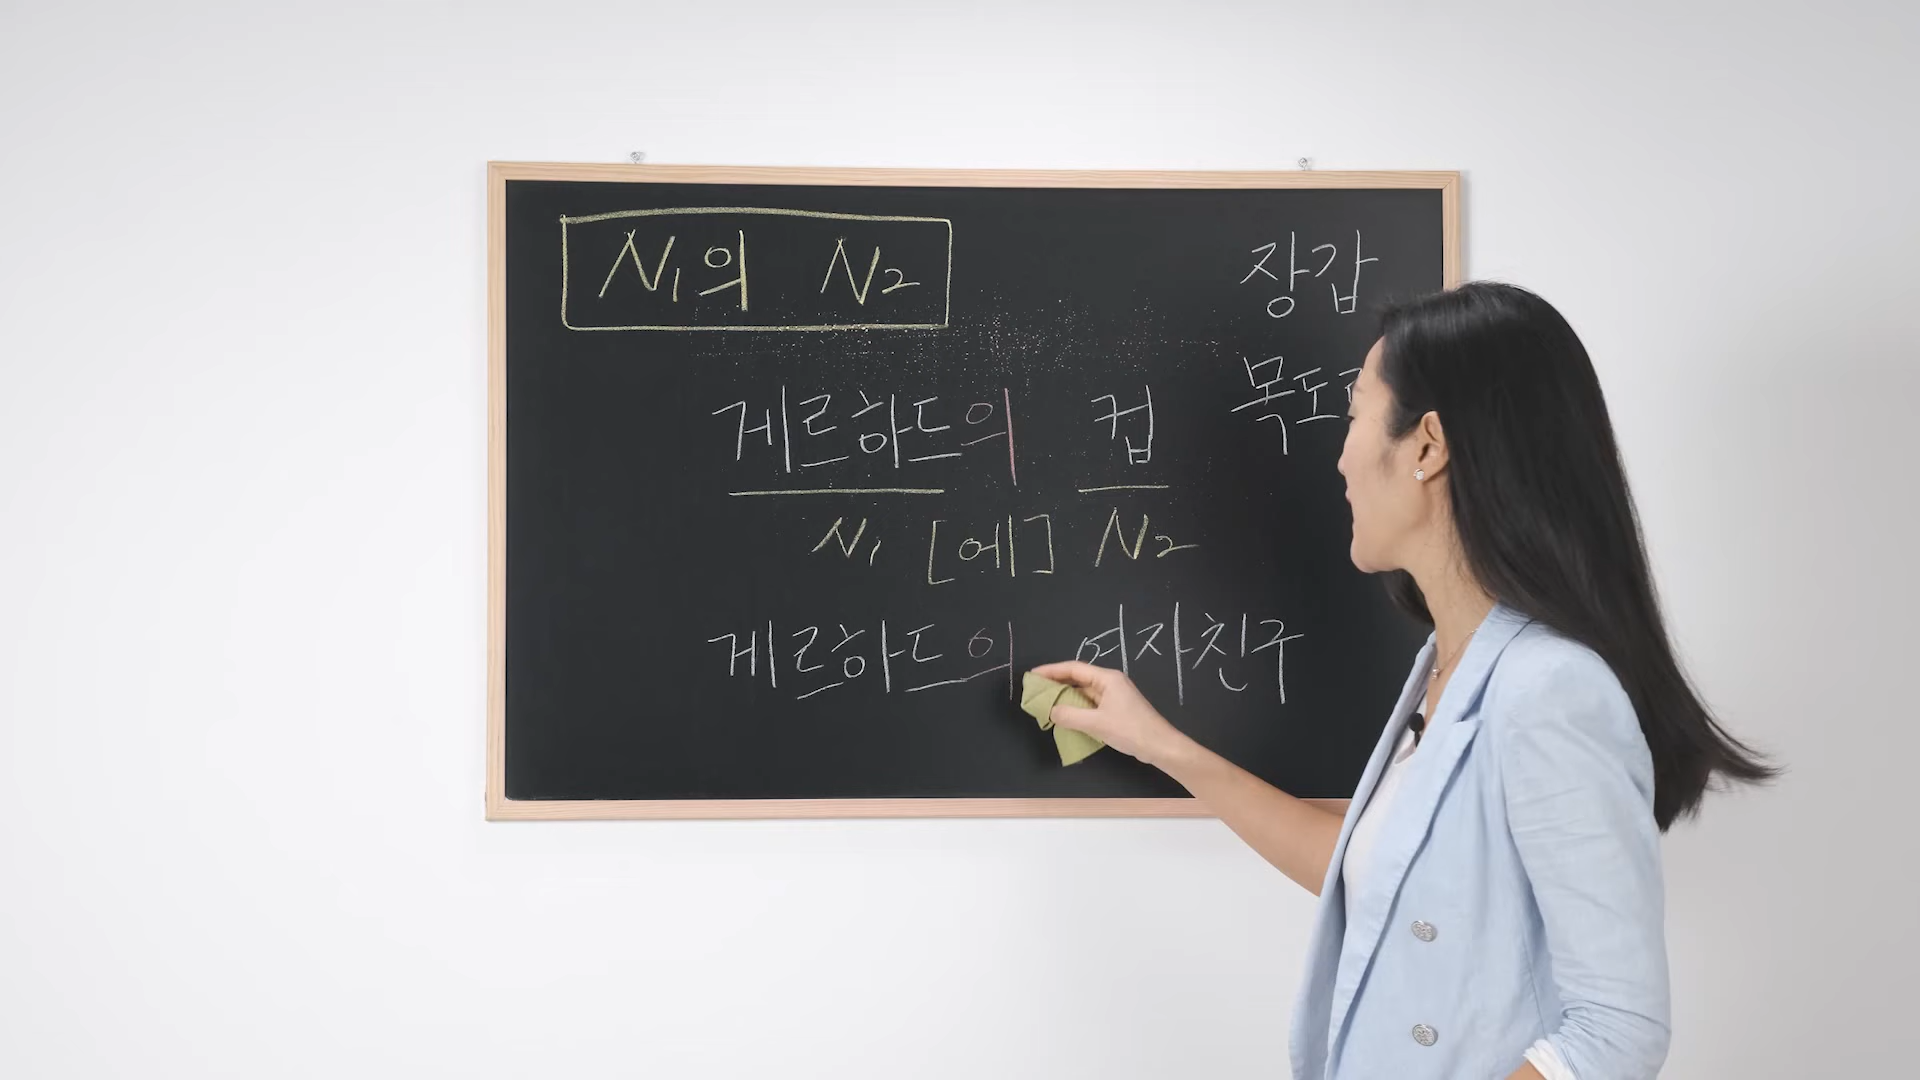 N₁의 N₂
장갑
게르하드의 컵
목도
N₁ [에] N₂
게르하드의 여자친구